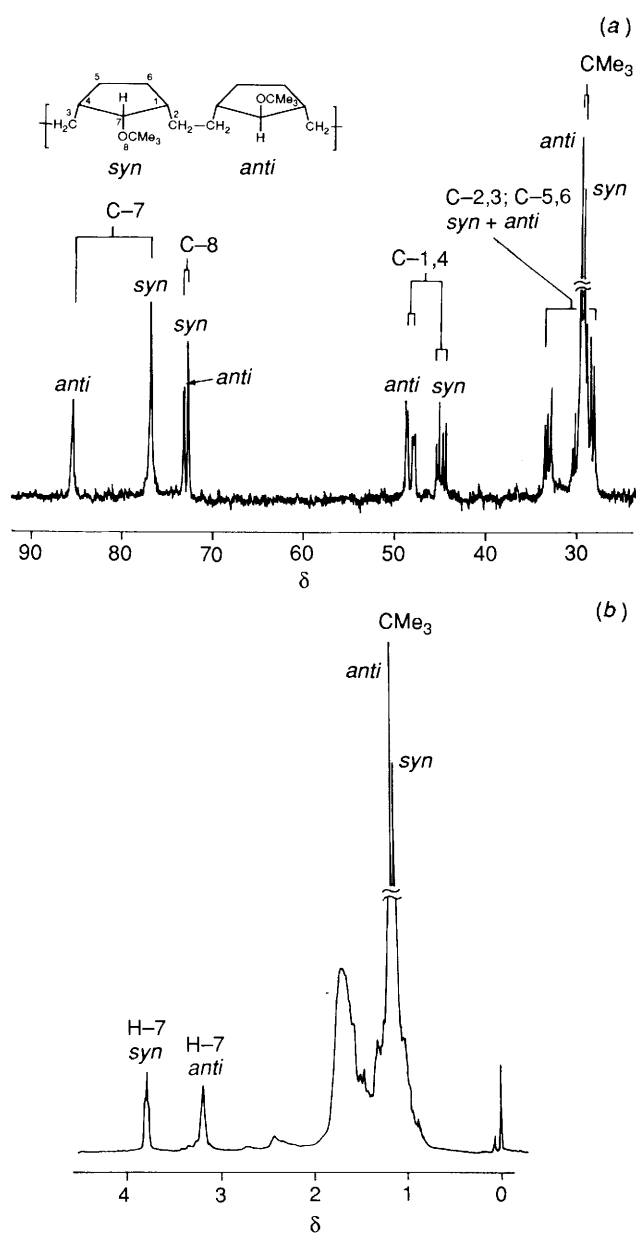 (a)
CMe3
anti
syn
5 6
H
3 4 7 1 2
OCMe3
H2C
OCMe3
8
CH2—CH2
H
CH2
syn anti
C–7
C–8
syn
syn
anti
anti
C–1,4
anti syn
C–2,3; C–5,6
syn + anti
90 80 70 60 50 40 30
δ
(b)
CMe3
anti
syn
H–7
syn
H–7
anti
4 3 2 1 0
δ